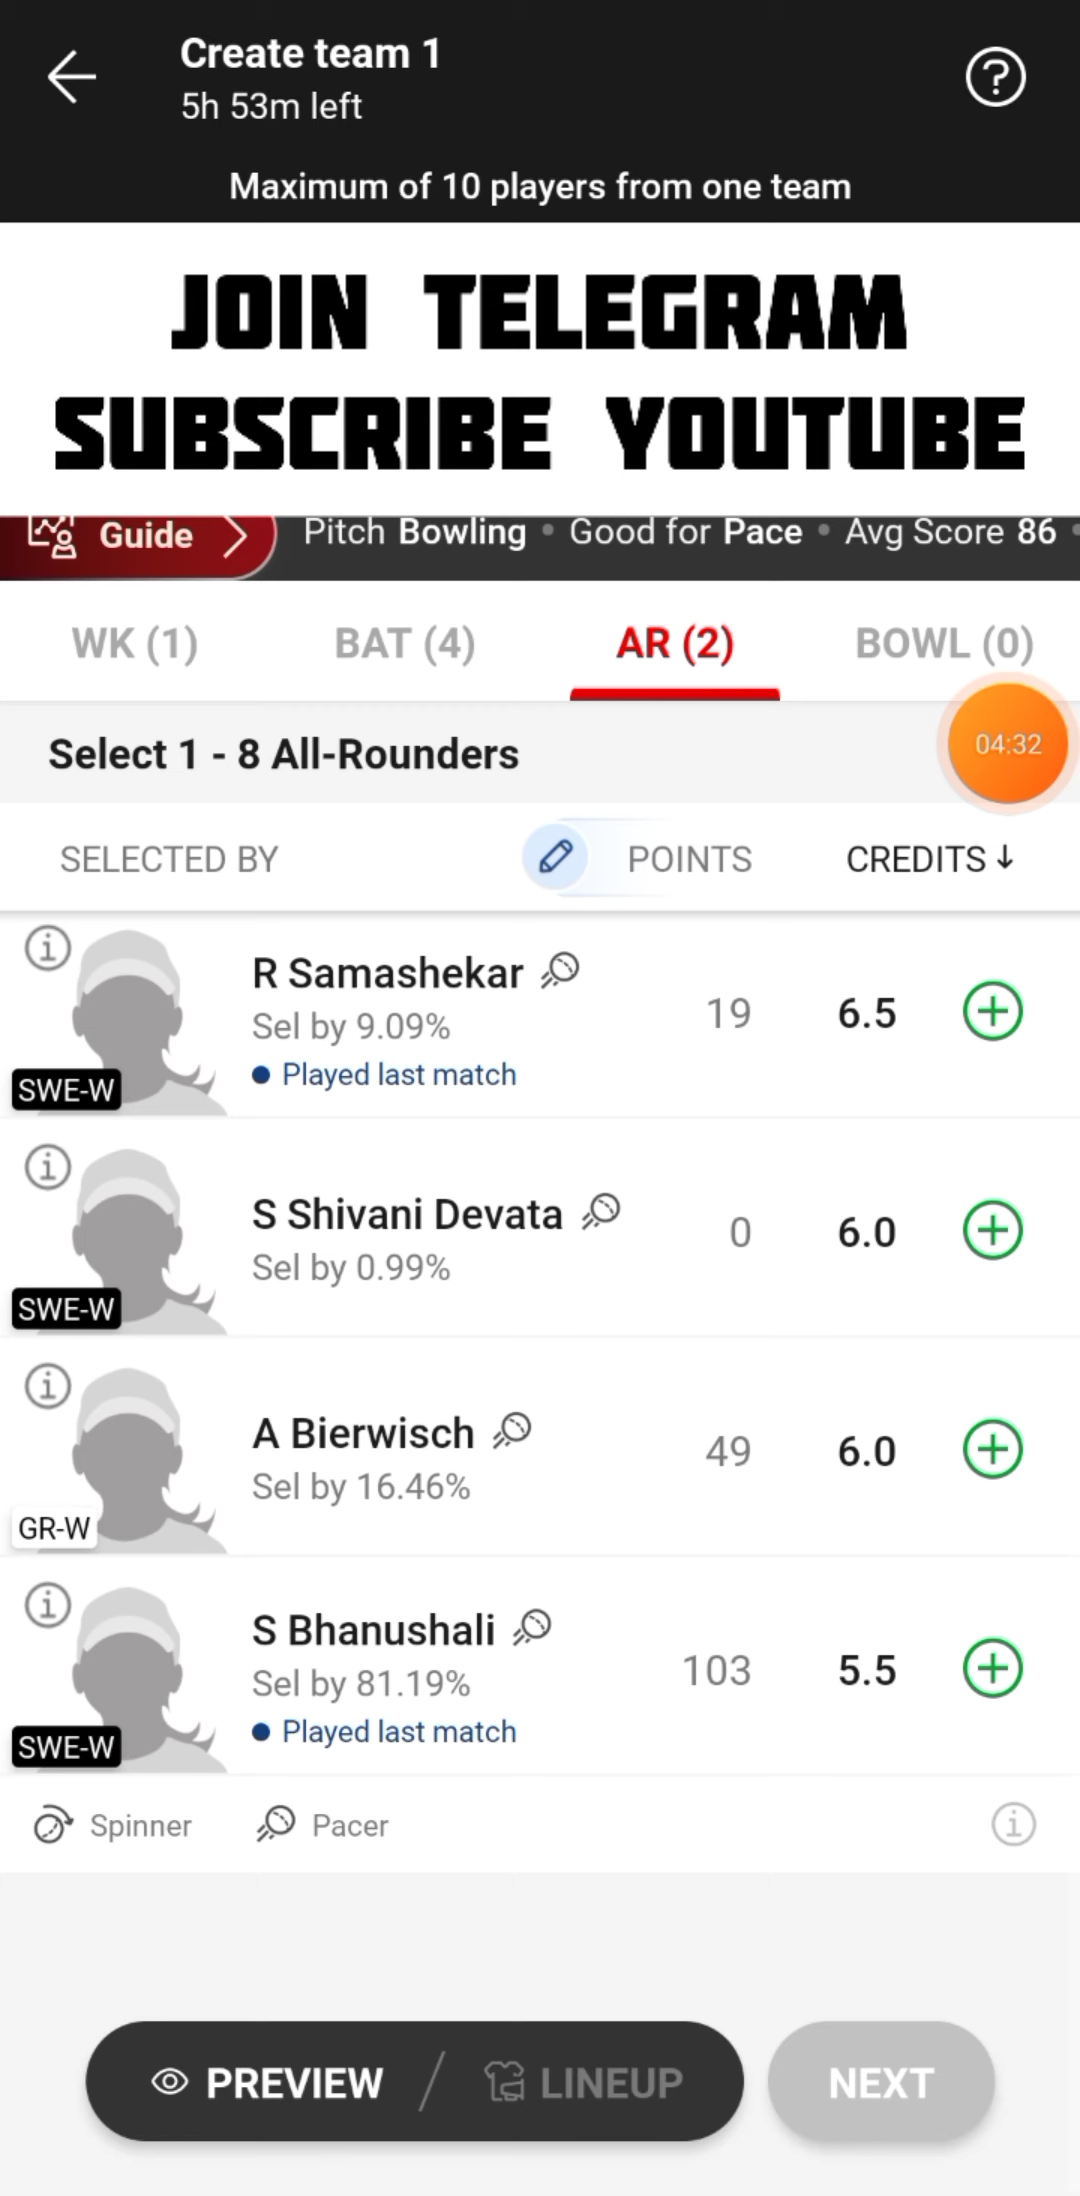 Create team 1
5h 53m left
Maximum of 10 players from one team
JOIN TELEGRAM
SUBSCRIBE YOUTUBE
Guide
Pitch Bowling • Good for Pace • Avg Score 86
WK (1) BAT (4) AR (2) BOWL (0)
Select 1 - 8 All-Rounders
04:32
SELECTED BY POINTS CREDITS ↓
R Samashekar
Sel by 9.09%
19 6.5
• Played last match
SWE-W
S Shivani Devata
Sel by 0.99%
0 6.0
SWE-W
A Bierwisch
Sel by 16.46%
49 6.0
GR-W
S Bhanushali
Sel by 81.19%
103 5.5
• Played last match
SWE-W
Spinner Pacer
PREVIEW / LINEUP NEXT